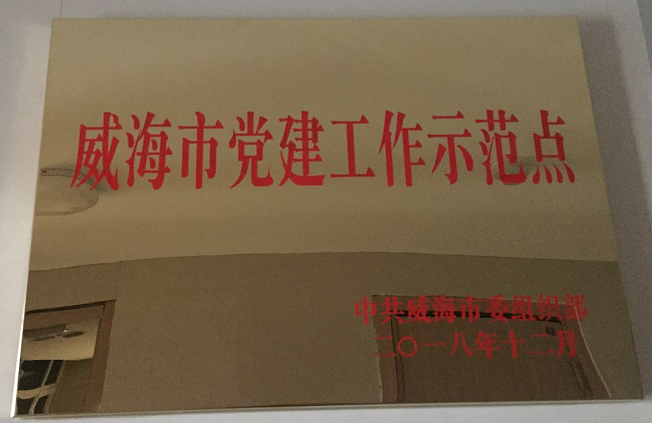 威海市党建工作示范点
中共威海市委组织部
二〇一八年十二月